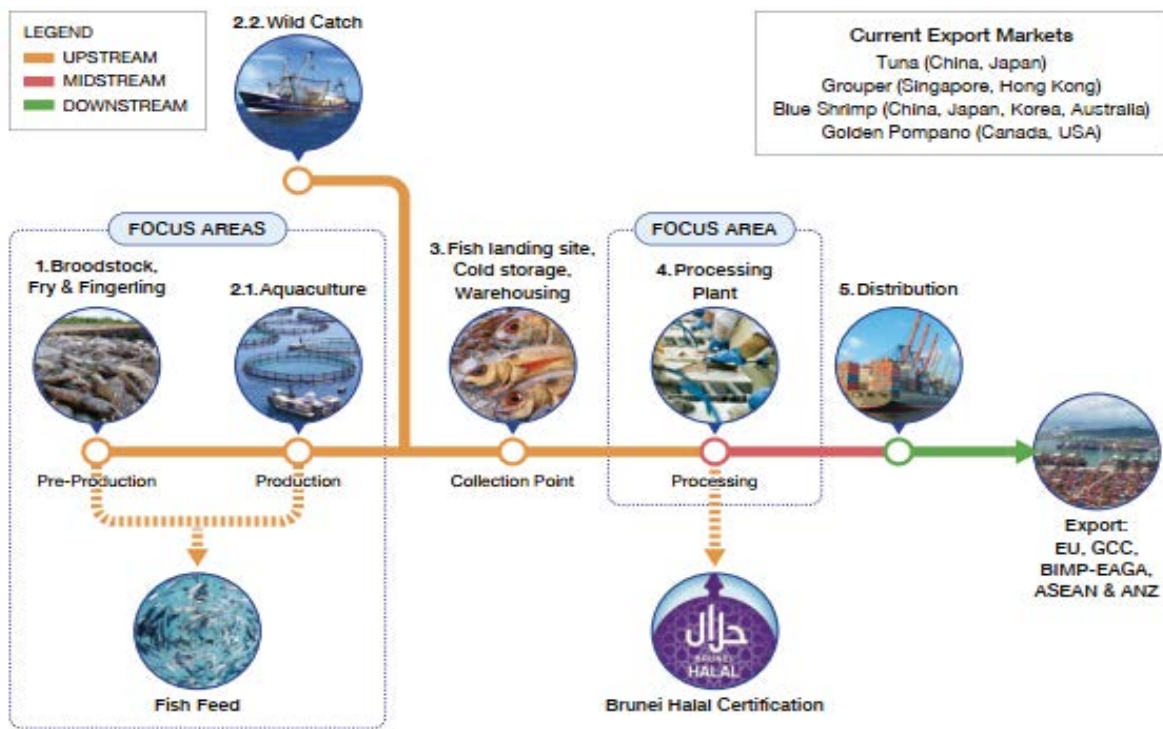 LEGEND
UPSTREAM
MIDSTREAM
DOWNSTREAM
2.2. Wild Catch
Current Export Markets
Tuna (China, Japan)
Grouper (Singapore, Hong Kong)
Blue Shrimp (China, Japan, Korea, Australia)
Golden Pompano (Canada, USA)
FOCUS AREAS
1. Broodstock,
Fry & Fingerling
2.1. Aquaculture
3. Fish landing site,
Cold storage,
Warehousing
FOCUS AREA
4. Processing
Plant
5. Distribution
Pre-Production
Production
Collection Point
Processing
Export:
EU, GCC,
BIMP-EAGA,
ASEAN & ANZ
Fish Feed
حلال
BRUNEI
HALAL
Brunei Halal Certification